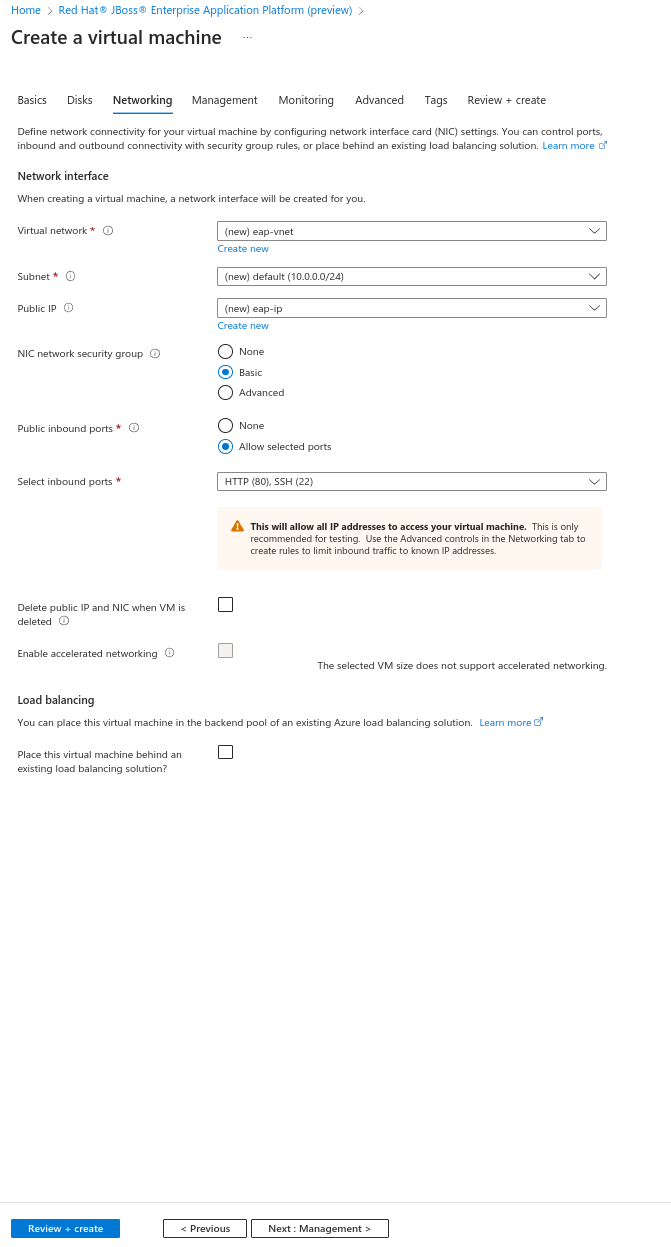 Home > Red Hat® JBoss® Enterprise Application Platform (preview) >
Create a virtual machine ...
Basics Disks Networking Management Monitoring Advanced Tags Review + create
Define network connectivity for your virtual machine by configuring network interface card (NIC) settings. You can control ports,
inbound and outbound connectivity with security group rules, or place behind an existing load balancing solution. Learn more
Network interface
When creating a virtual machine, a network interface will be created for you.
Virtual network * (new) eap-vnet
Create new
Subnet * (new) default (10.0.0.0/24)
Public IP (new) eap-ip
Create new
NIC network security group
None
Basic
Advanced
Public inbound ports *
None
Allow selected ports
Select inbound ports * HTTP (80), SSH (22)
This will allow all IP addresses to access your virtual machine. This is only
recommended for testing. Use the Advanced controls in the Networking tab to
create rules to limit inbound traffic to known IP addresses.
Delete public IP and NIC when VM is
deleted
Enable accelerated networking
The selected VM size does not support accelerated networking.
Load balancing
You can place this virtual machine in the backend pool of an existing Azure load balancing solution. Learn more
Place this virtual machine behind an
existing load balancing solution?
Review + create < Previous Next : Management >